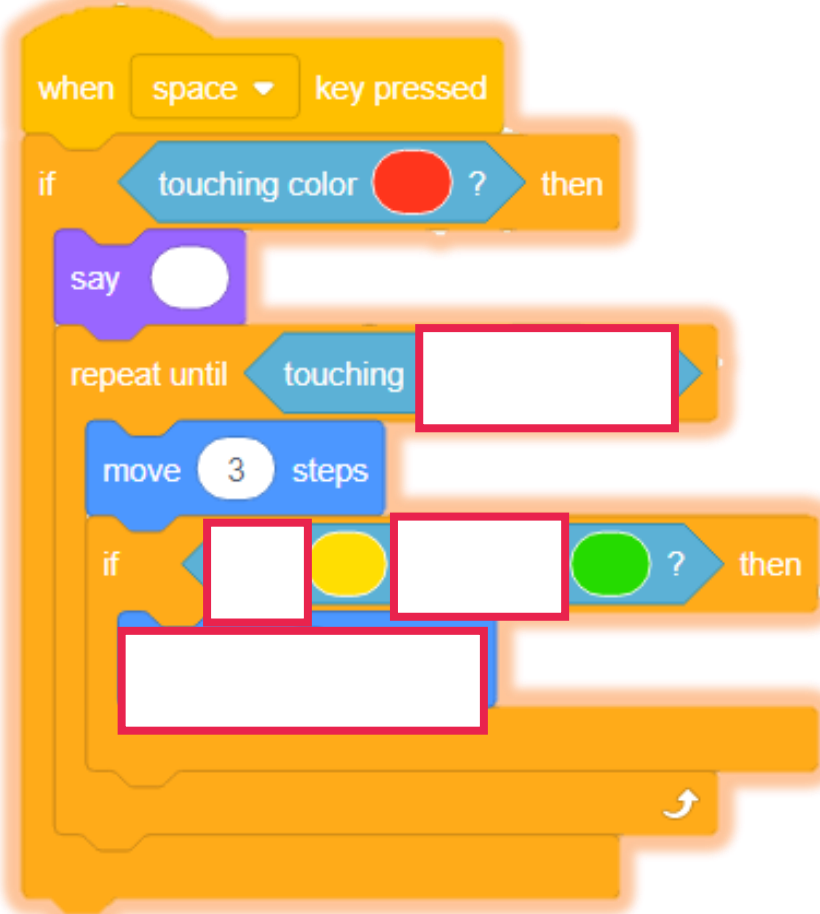 when space key pressed
if touching color ? then
say
repeat until touching
move 3 steps
if ? then